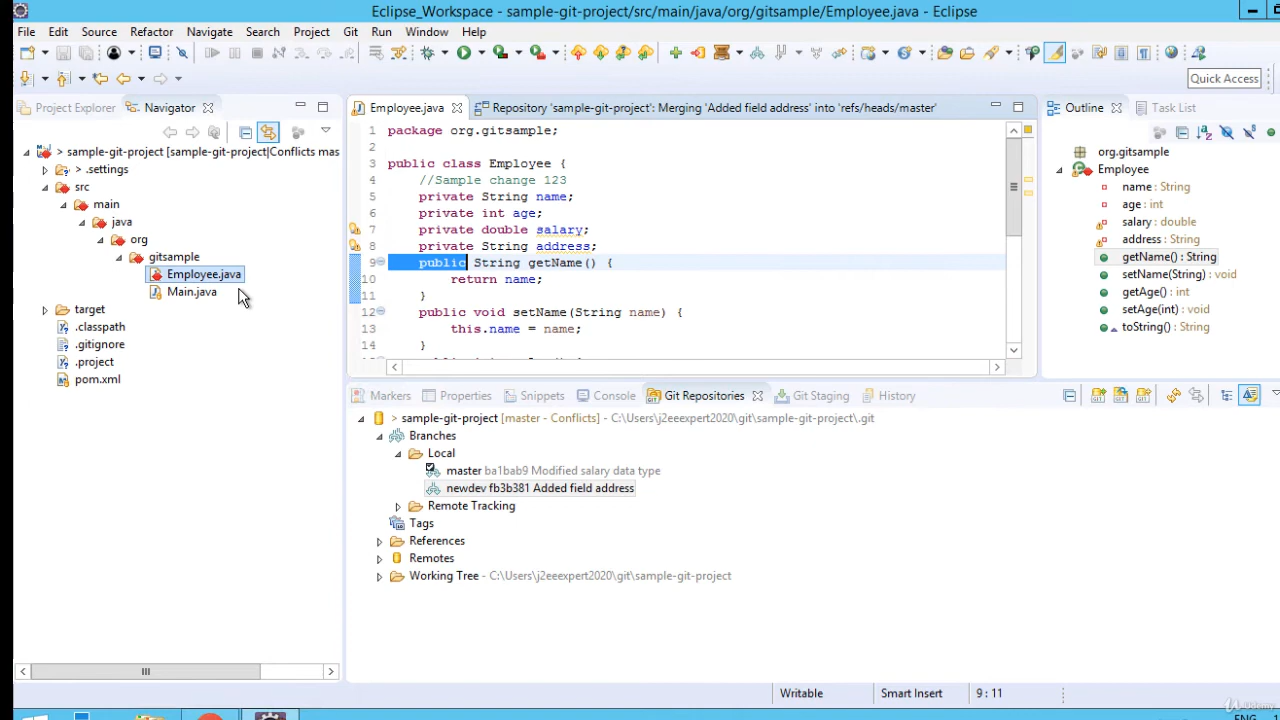 Eclipse_Workspace - sample-git-project/src/main/java/org/gitsample/Employee.java - Eclipse
File Edit Source Refactor Navigate Search Project Git Run Window Help
Quick Access
Project Explorer Navigator
> sample-git-project [sample-git-project|Conflicts mas
> .settings
src
main
java
org
gitsample
Employee.java
Main.java
target
.classpath
.gitignore
.project
pom.xml
Employee.java Repository 'sample-git-project': Merging 'Added field address' into 'refs/heads/master'
1 package org.gitsample;
2
3 public class Employee {
4 //Sample change 123
5 private String name;
6 private int age;
7 private double salary;
8 private String address;
9 public String getName() {
10 return name;
11 }
12 public void setName(String name) {
13 this.name = name;
14 }
Outline Task List
org.gitsample
Employee
name : String
age : int
salary : double
address : String
getName() : String
setName(String) : void
getAge() : int
setAge(int) : void
toString() : String
Markers Properties Snippets Console Git Repositories Git Staging History
> sample-git-project [master - Conflicts] - C:\Users\j2eeexpert2020\git\sample-git-project\.git
Branches
Local
master ba1bab9 Modified salary data type
newdev fb3b381 Added field address
Remote Tracking
Tags
References
Remotes
Working Tree - C:\Users\j2eeexpert2020\git\sample-git-project
Writable Smart Insert 9 : 11
Udemy
ENG